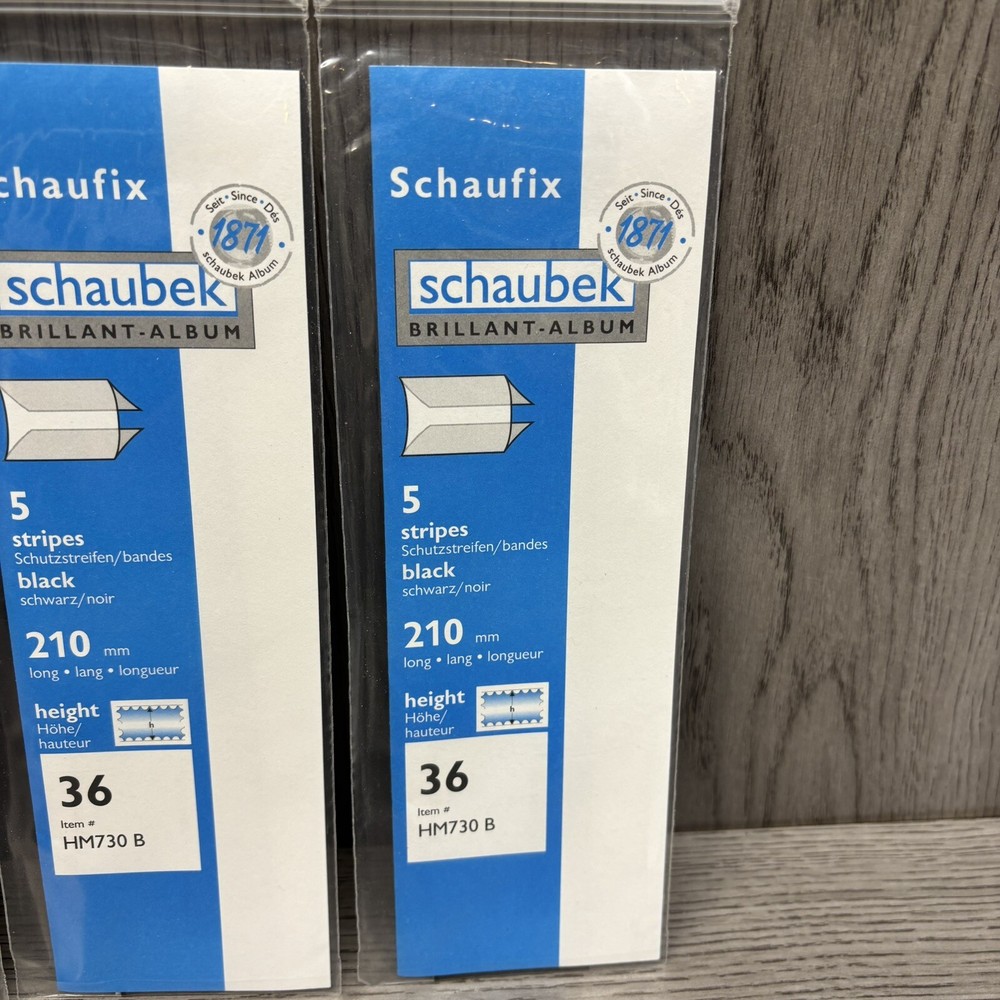 chaufix
Seit • Since • Dès
1871
schaubek Album
schaubek
BRILLANT-ALBUM
5
stripes
Schutzstreifen/bandes
black
schwarz/noir
210 mm
long • lang • longueur
height
Höhe/
hauteur
h
36
Item #
HM730 B
Schaufix
Seit • Since • Dès
1871
schaubek Album
schaubek
BRILLANT-ALBUM
5
stripes
Schutzstreifen/bandes
black
schwarz/noir
210 mm
long • lang • longueur
height
Höhe/
hauteur
h
36
Item #
HM730 B